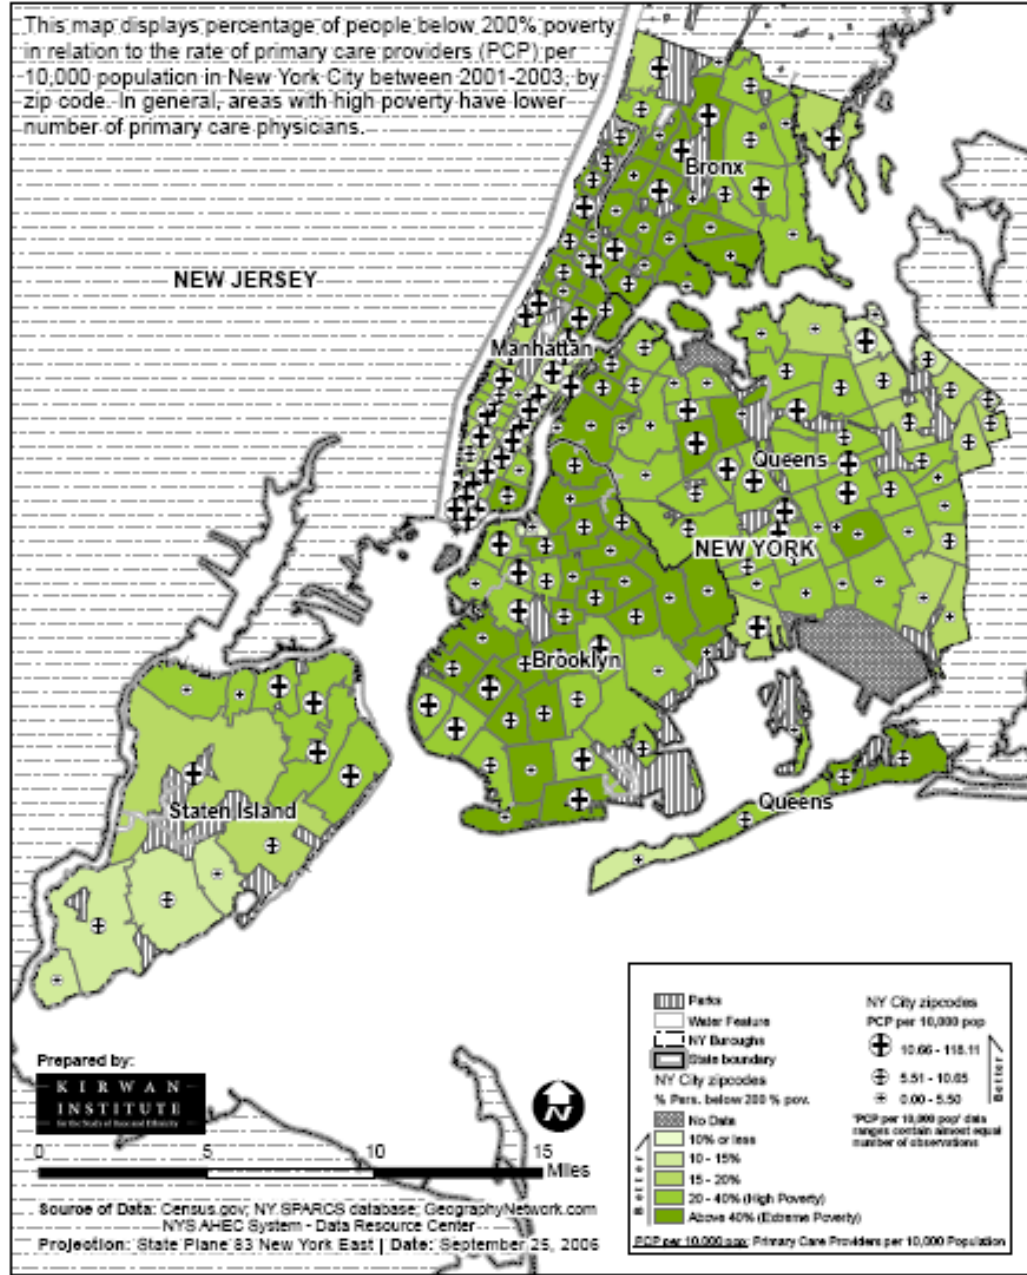 This map displays percentage of people below 200% poverty
in relation to the rate of primary care providers (PCP) per
10,000 population in New York City between 2001-2003, by
zip code. In general, areas with high poverty have lower
number of primary care physicians.
Bronx
NEW JERSEY
Manhattan
Queens
NEW YORK
Brooklyn
Staten Island
Queens
Parks
Water Feature
NY Buroughs
State boundary
NY City zipcodes
% Pers. below 200 % pov.
No Data
10% or less
10 - 15%
15 - 20%
20 - 40% (High Poverty)
Above 40% (Extreme Poverty)
Better
NY City zipcodes
PCP per 10,000 pop
10.66 - 118.11
5.51 - 10.65
0.00 - 5.50
Better
*PCP per 10,000 pop' data
ranges contain almost equal
number of observations
PCP per 10,000 pop: Primary Care Providers per 10,000 Population
Prepared by:
KIRWAN
INSTITUTE
for the Study of Race and Ethnicity
N
0 5 10 15
Miles
Source of Data: Census.gov; NY SPARCS database; GeographyNetwork.com
NYS AHEC System - Data Resource Center
Projection: State Plane 83 New York East | Date: September 25, 2006